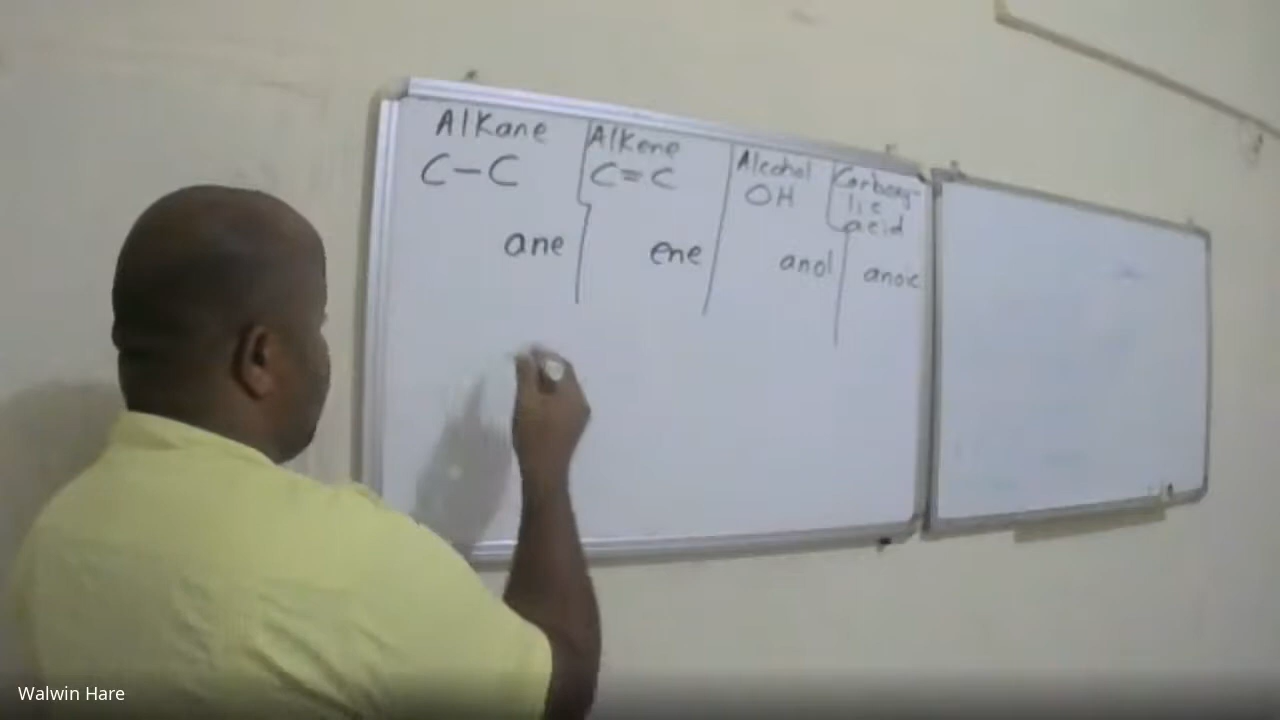 Alkane
C-C
ane
Alkene
C=C
ene
Alcohol
OH
anol
Carboxy-
lic
acid
anoic
Walwin Hare